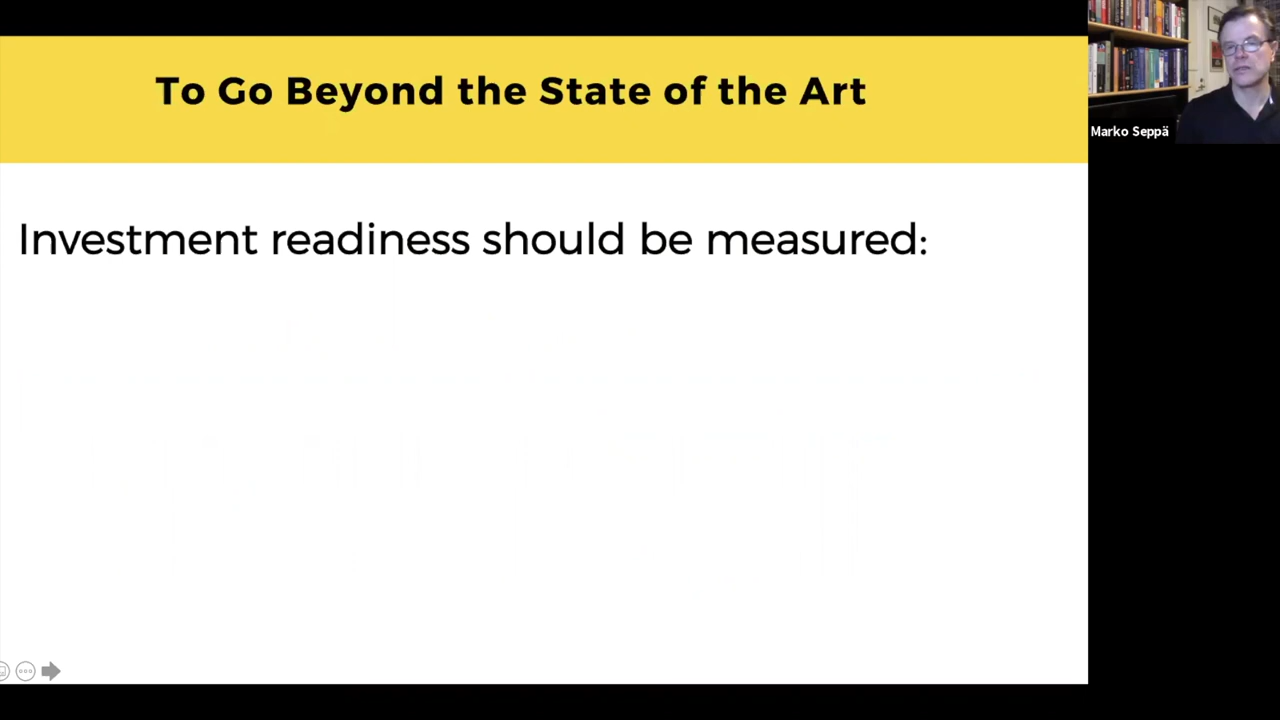 To Go Beyond the State of the Art
Marko Seppä
Investment readiness should be measured: